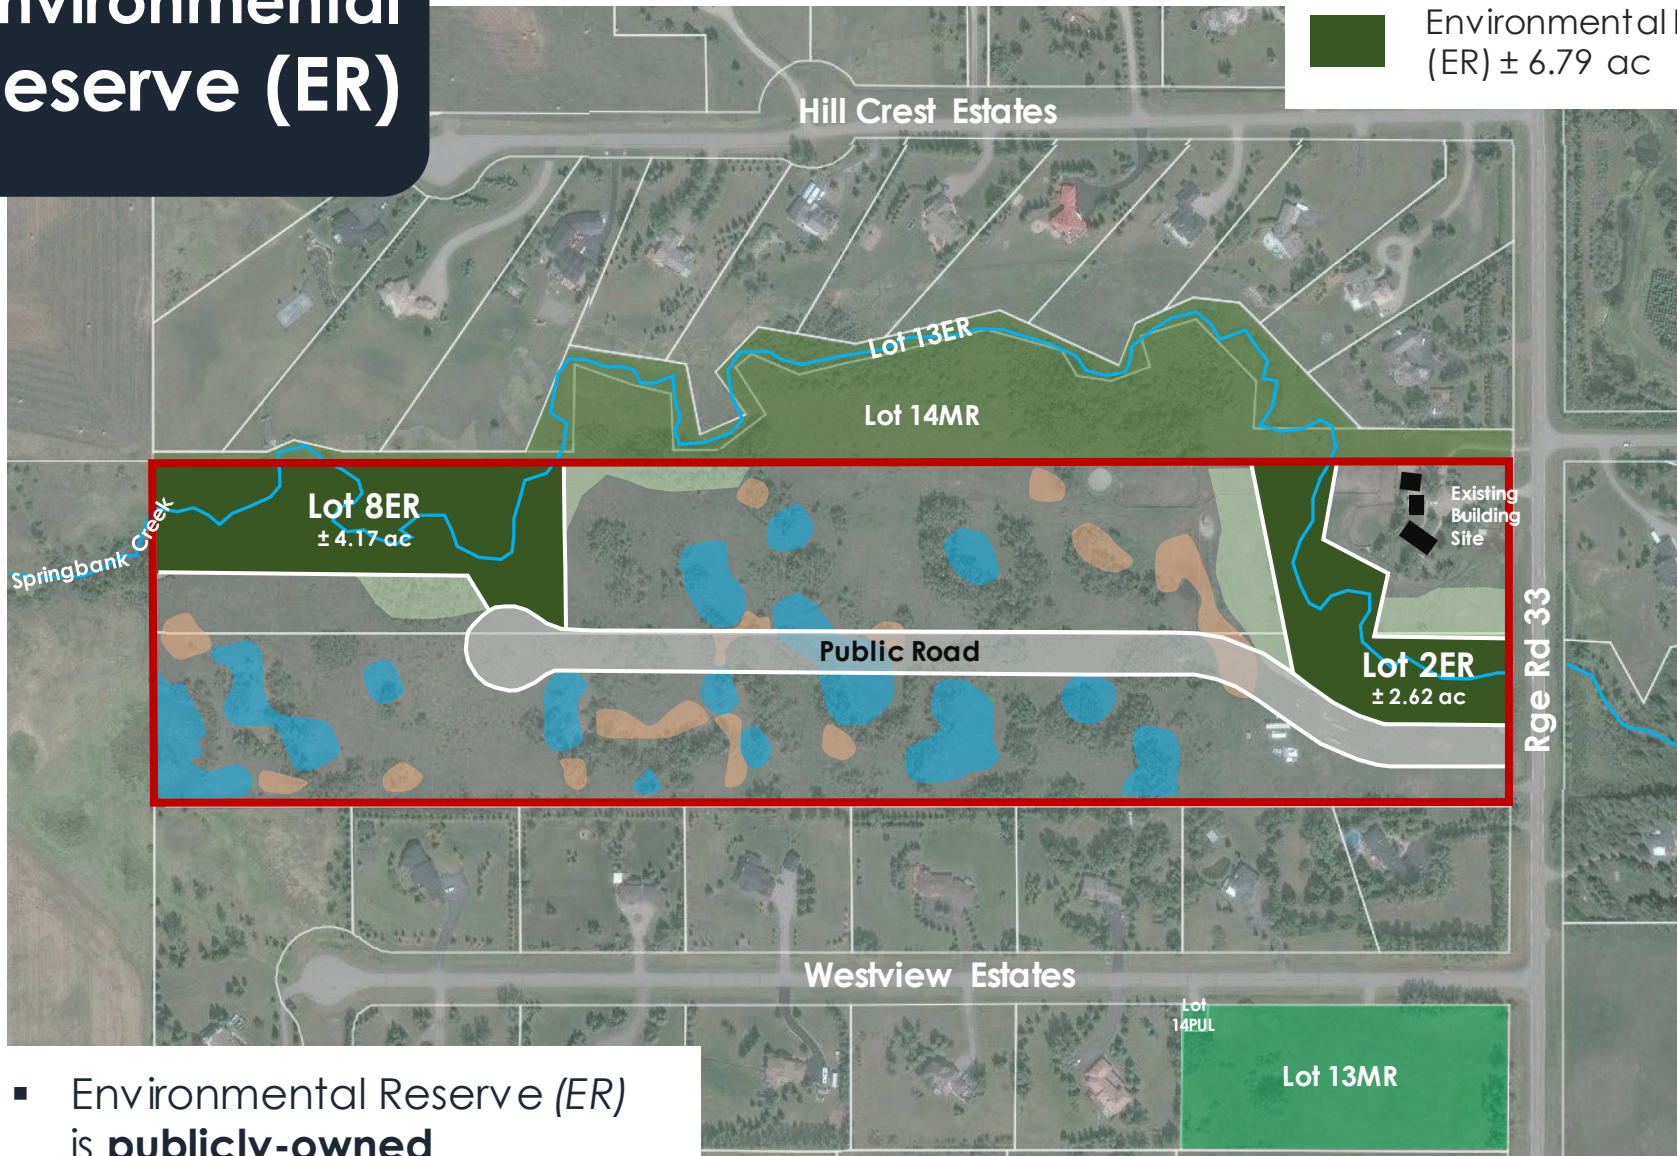 nvironmental
eserve (ER)
Environmental
(ER) ± 6.79 ac
Hill Crest Estates
Lot 13ER
Lot 14MR
Lot 8ER
± 4.17 ac
Springbank Creek
Existing
Building
Site
Public Road
Lot 2ER
± 2.62 ac
Rge Rd 33
Westview Estates
Lot
14PUL
Lot 13MR
▪ Environmental Reserve (ER)
is publicly-owned